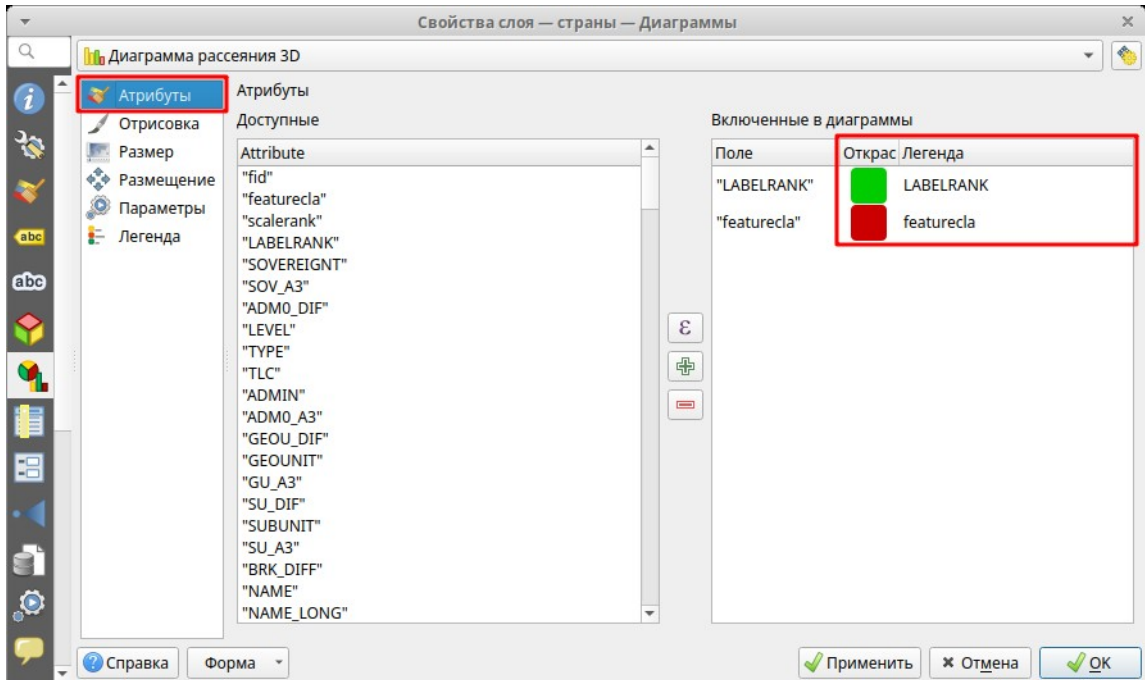 Свойства слоя — страны — Диаграммы
Диаграмма рассеяния 3D
Атрибуты
Отрисовка
Размер
Размещение
Параметры
Легенда
Атрибуты
Доступные
Attribute
"fid"
"featurecla"
"scalerank"
"LABELRANK"
"SOVEREIGNT"
"SOV_A3"
"ADM0_DIF"
"LEVEL"
"TYPE"
"TLC"
"ADMIN"
"ADM0_A3"
"GEOU_DIF"
"GEOUNIT"
"GU_A3"
"SU_DIF"
"SUBUNIT"
"SU_A3"
"BRK_DIFF"
"NAME"
"NAME_LONG"
ε
Включенные в диаграммы
Поле Открас Легенда
"LABELRANK" LABELRANK
"featurecla" featurecla
abc
abc
Справка Форма Применить Отмена OK